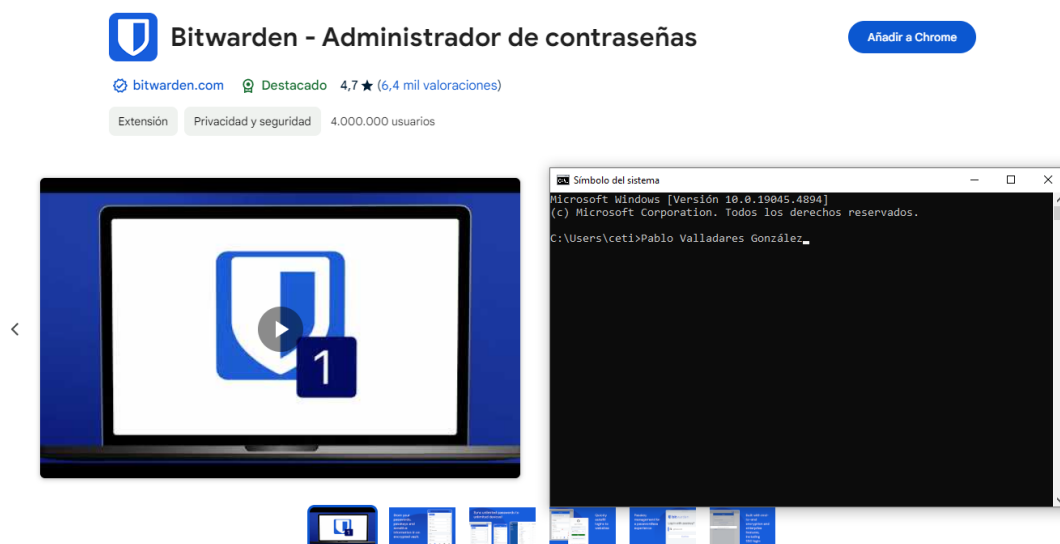 Bitwarden - Administrador de contraseñas
Añadir a Chrome
bitwarden.com Destacado 4,7 ★ (6,4 mil valoraciones)
Extensión Privacidad y seguridad 4.000.000 usuarios
1
Símbolo del sistema
Microsoft Windows [Versión 10.0.19045.4894]
(c) Microsoft Corporation. Todos los derechos reservados.
C:\Users\ceti>Pablo Valladares González